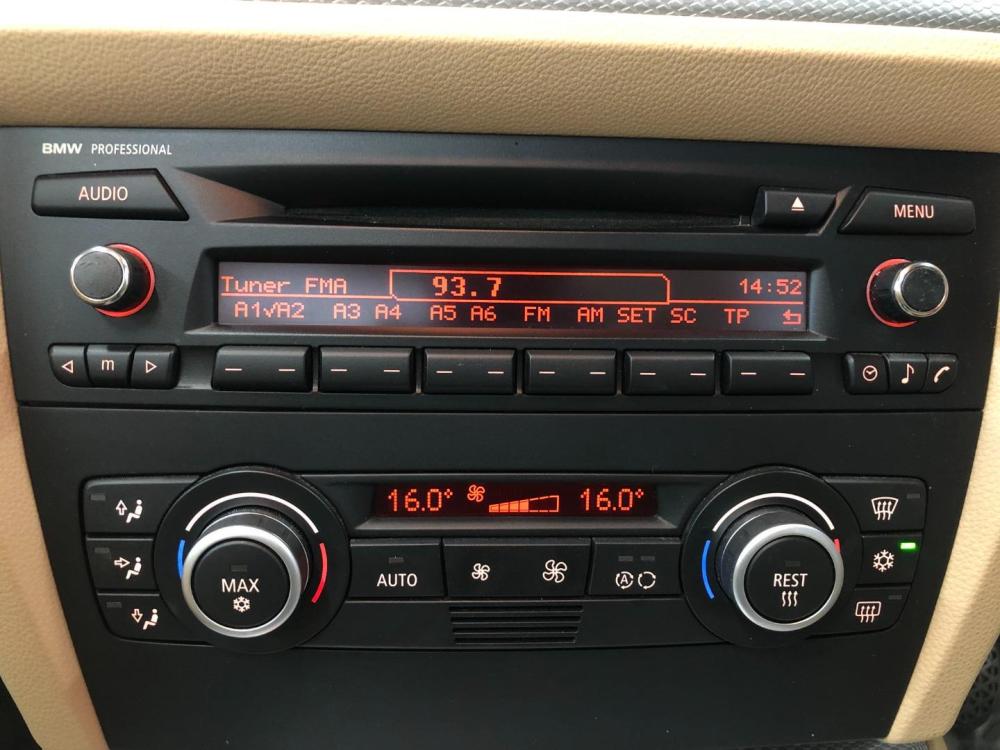 BMW PROFESSIONAL
AUDIO
MENU
Tuner FMA 93.7 14:52
A1√A2 A3 A4 A5 A6 FM AM SET SC TP
m
16.0° 16.0°
MAX
AUTO
A
REST